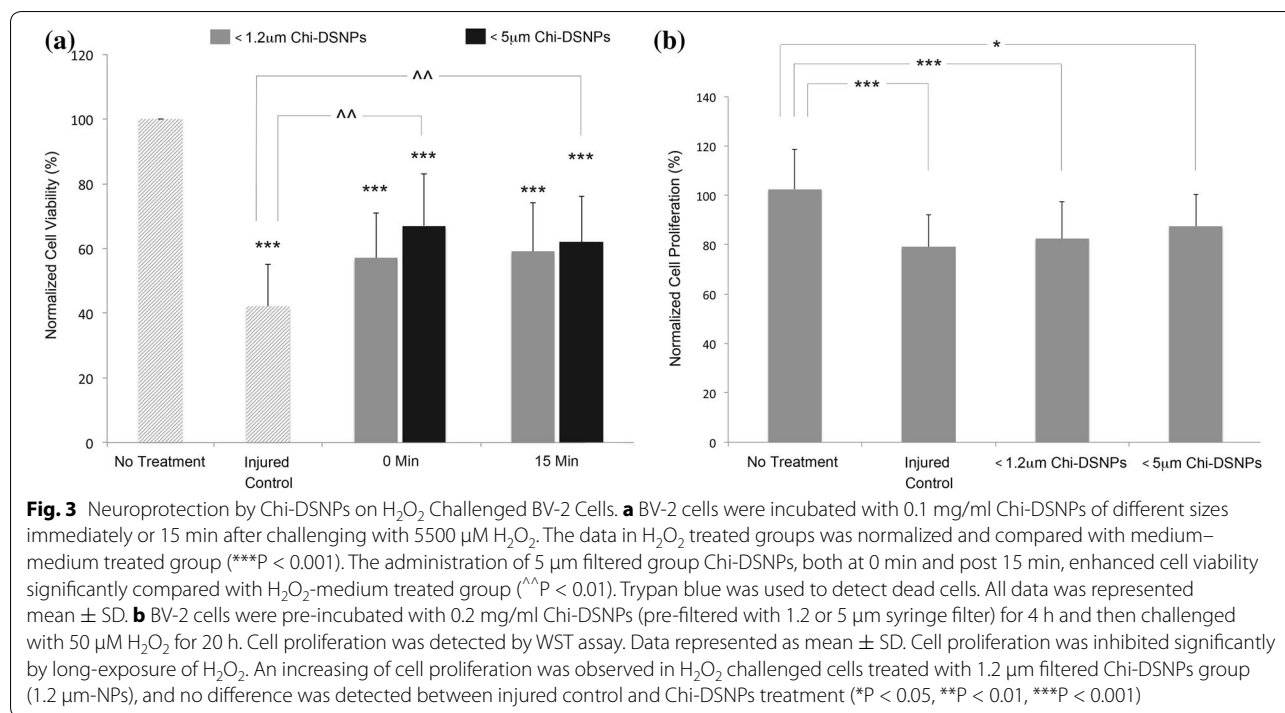 (a)
< 1.2µm Chi-DSNPs
< 5µm Chi-DSNPs
Normalized Cell Viability (%)
120
100
80
60
40
20
0
^^
^^
***
***
***
***
***
No Treatment
Injured
Control
0 Min
15 Min
(b)
Normalized Cell Proliferation (%)
140
120
100
80
60
40
20
0
*
***
***
No Treatment
Injured
Control
< 1.2µm Chi-DSNPs
< 5µm Chi-DSNPs
Fig. 3 Neuroprotection by Chi-DSNPs on H₂O₂ Challenged BV-2 Cells. a BV-2 cells were incubated with 0.1 mg/ml Chi-DSNPs of different sizes
immediately or 15 min after challenging with 5500 µM H₂O₂. The data in H₂O₂ treated groups was normalized and compared with medium–
medium treated group (***P < 0.001). The administration of 5 µm filtered group Chi-DSNPs, both at 0 min and post 15 min, enhanced cell viability
significantly compared with H₂O₂-medium treated group (^^P < 0.01). Trypan blue was used to detect dead cells. All data was represented
mean ± SD. b BV-2 cells were pre-incubated with 0.2 mg/ml Chi-DSNPs (pre-filtered with 1.2 or 5 µm syringe filter) for 4 h and then challenged
with 50 µM H₂O₂ for 20 h. Cell proliferation was detected by WST assay. Data represented as mean ± SD. Cell proliferation was inhibited significantly
by long-exposure of H₂O₂. An increasing of cell proliferation was observed in H₂O₂ challenged cells treated with 1.2 µm filtered Chi-DSNPs group
(1.2 µm-NPs), and no difference was detected between injured control and Chi-DSNPs treatment (*P < 0.05, **P < 0.01, ***P < 0.001)